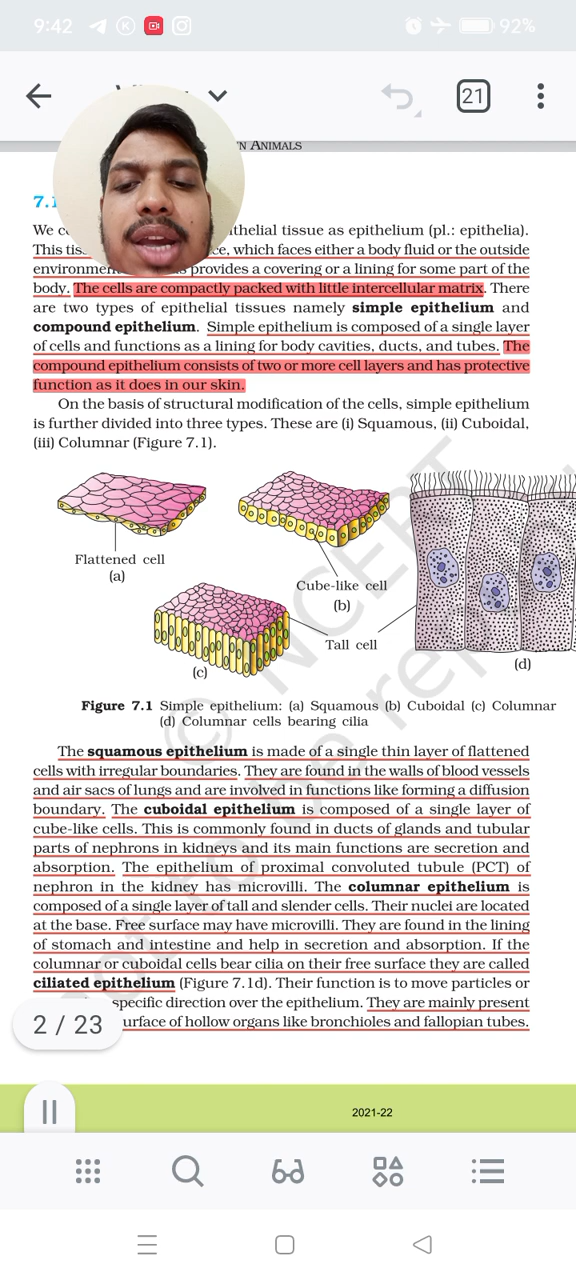 9:42
92%
21
N ANIMALS
7.1
We thelial tissue as epithelium (pl.: epithelia).
This which faces either a body fluid or the outside
provides a covering or a lining for some part of the
body. The cells are compactly packed with little intercellular matrix. There
are two types of epithelial tissues namely simple epithelium and
compound epithelium. Simple epithelium is composed of a single layer
of cells and functions as a lining for body cavities, ducts, and tubes. The
compound epithelium consists of two or more cell layers and has protective
function as it does in our skin.
On the basis of structural modification of the cells, simple epithelium
is further divided into three types. These are (i) Squamous, (ii) Cuboidal,
(iii) Columnar (Figure 7.1).
Flattened cell
(a)
Cube-like cell
(b)
Tall cell
(c)
(d)
Figure 7.1 Simple epithelium: (a) Squamous (b) Cuboidal (c) Columnar
(d) Columnar cells bearing cilia
The squamous epithelium is made of a single thin layer of flattened
cells with irregular boundaries. They are found in the walls of blood vessels
and air sacs of lungs and are involved in functions like forming a diffusion
boundary. The cuboidal epithelium is composed of a single layer of
cube-like cells. This is commonly found in ducts of glands and tubular
parts of nephrons in kidneys and its main functions are secretion and
absorption. The epithelium of proximal convoluted tubule (PCT) of
nephron in the kidney has microvilli. The columnar epithelium is
composed of a single layer of tall and slender cells. Their nuclei are located
at the base. Free surface may have microvilli. They are found in the lining
of stomach and intestine and help in secretion and absorption. If the
columnar or cuboidal cells bear cilia on their free surface they are called
ciliated epithelium (Figure 7.1d). Their function is to move particles or
specific direction over the epithelium. They are mainly present
urface of hollow organs like bronchioles and fallopian tubes.
2 / 23
2021-22
© NCERT